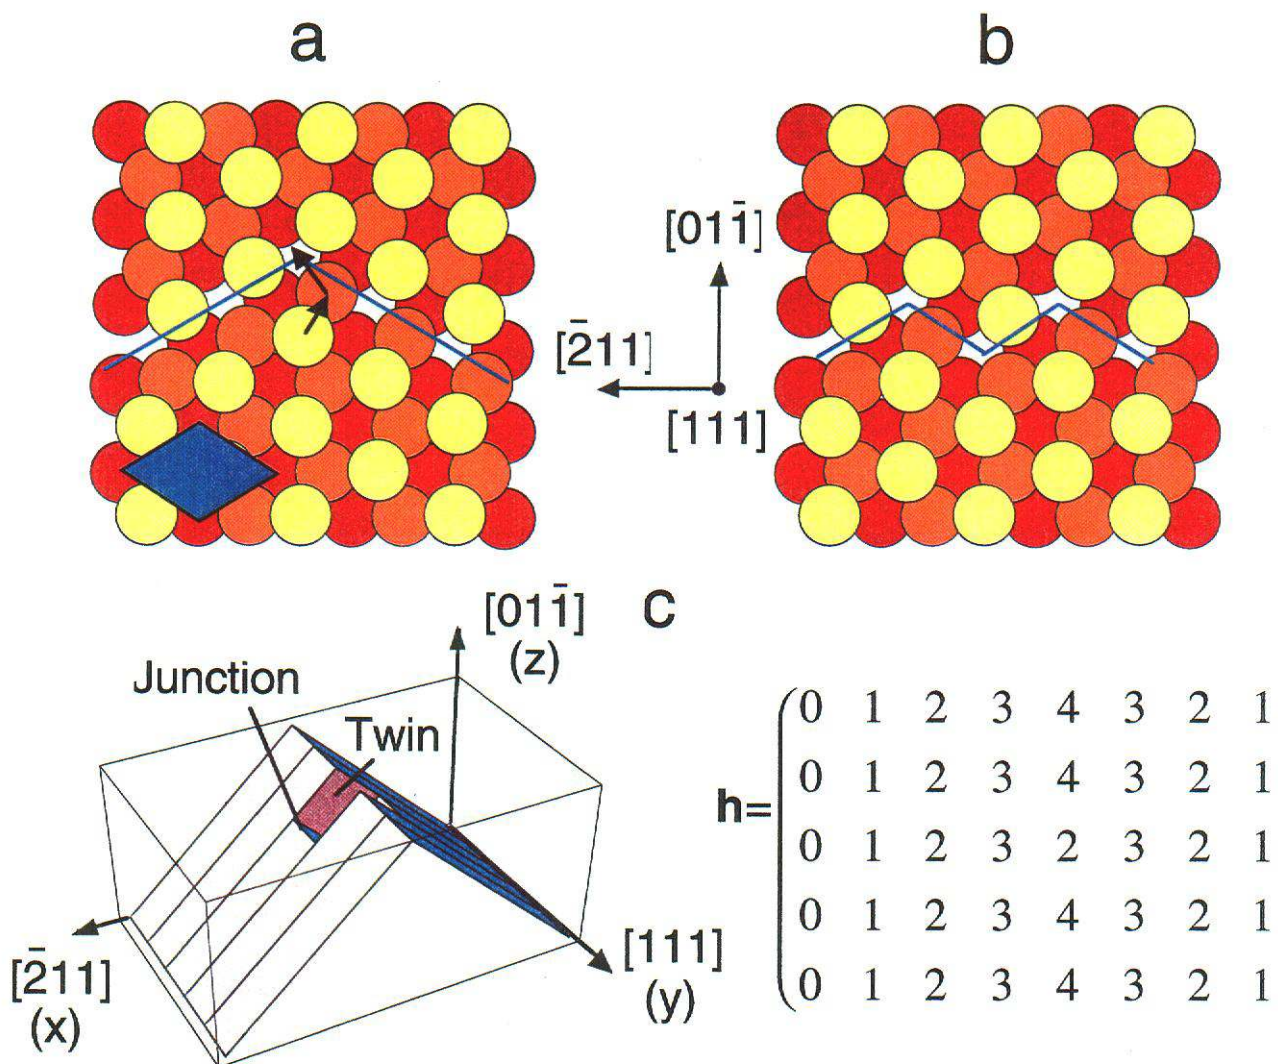 a
b
[01̄1̄]
[2̄11]
[111]
c
[01̄1̄]
(z)
Junction
Twin
[2̄11]
(x)
[111]
(y)
h=
0 1 2 3 4 3 2 1
0 1 2 3 4 3 2 1
0 1 2 3 2 3 2 1
0 1 2 3 4 3 2 1
0 1 2 3 4 3 2 1